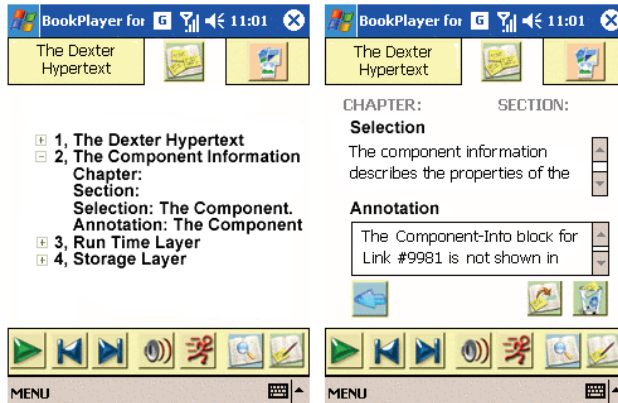 BookPlayer for G 11:01
The Dexter
Hypertext
1, The Dexter Hypertext
2, The Component Information
Chapter:
Section:
Selection: The Component.
Annotation: The Component
3, Run Time Layer
4, Storage Layer
MENU
BookPlayer for G 11:01
The Dexter
Hypertext
CHAPTER: SECTION:
Selection
The component information
describes the properties of the
Annotation
The Component-Info block for
Link #9981 is not shown in
MENU